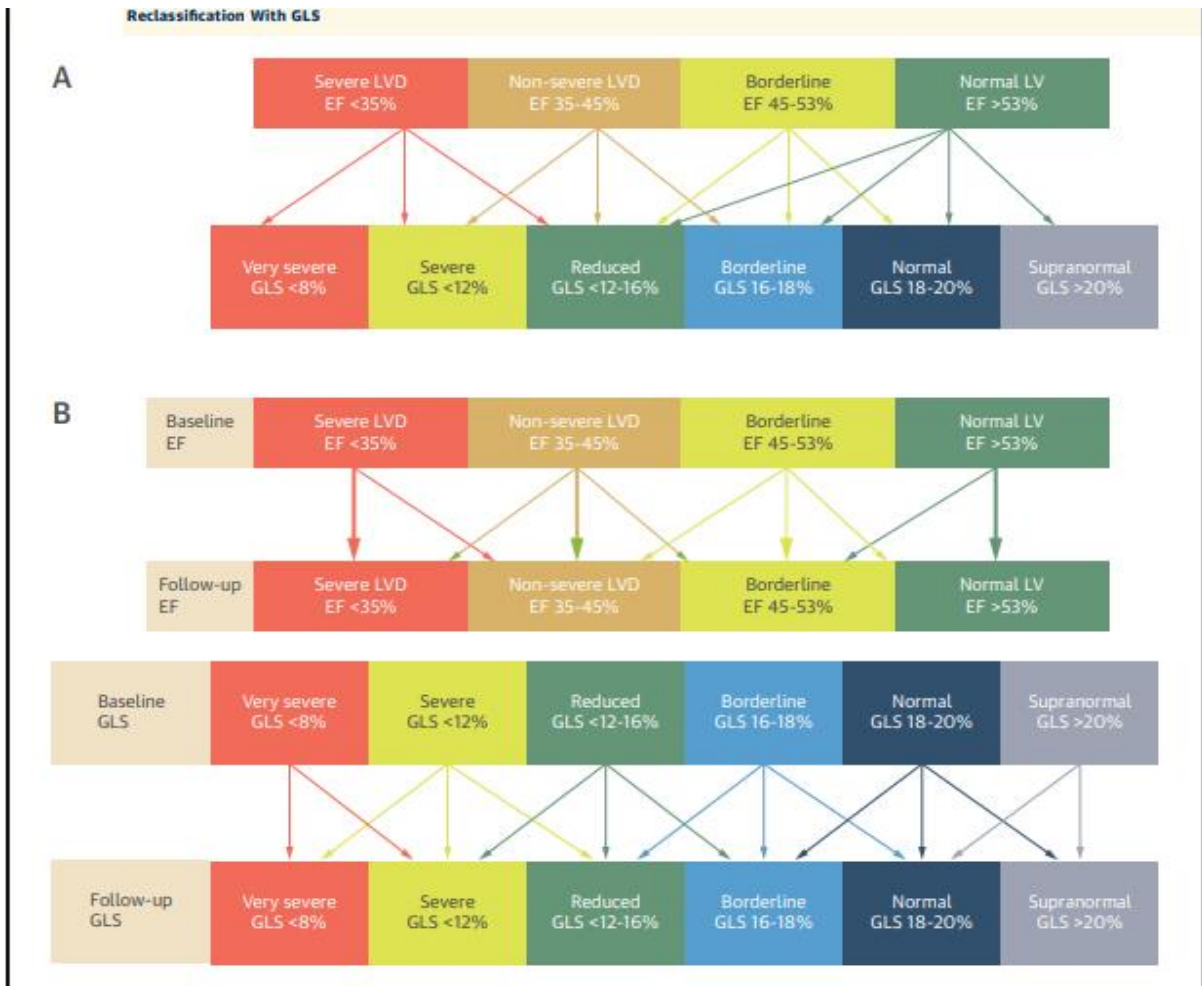 Reclassification With GLS
A
Severe LVD
EF <35%
Non-severe LVD
EF 35-45%
Borderline
EF 45-53%
Normal LV
EF >53%
Very severe
GLS <8%
Severe
GLS <12%
Reduced
GLS <12-16%
Borderline
GLS 16-18%
Normal
GLS 18-20%
Supranormal
GLS >20%
B
Baseline
EF
Severe LVD
EF <35%
Non-severe LVD
EF 35-45%
Borderline
EF 45-53%
Normal LV
EF >53%
Follow-up
EF
Severe LVD
EF <35%
Non-severe LVD
EF 35-45%
Borderline
EF 45-53%
Normal LV
EF >53%
Baseline
GLS
Very severe
GLS <8%
Severe
GLS <12%
Reduced
GLS <12-16%
Borderline
GLS 16-18%
Normal
GLS 18-20%
Supranormal
GLS >20%
Follow-up
GLS
Very severe
GLS <8%
Severe
GLS <12%
Reduced
GLS <12-16%
Borderline
GLS 16-18%
Normal
GLS 18-20%
Supranormal
GLS >20%